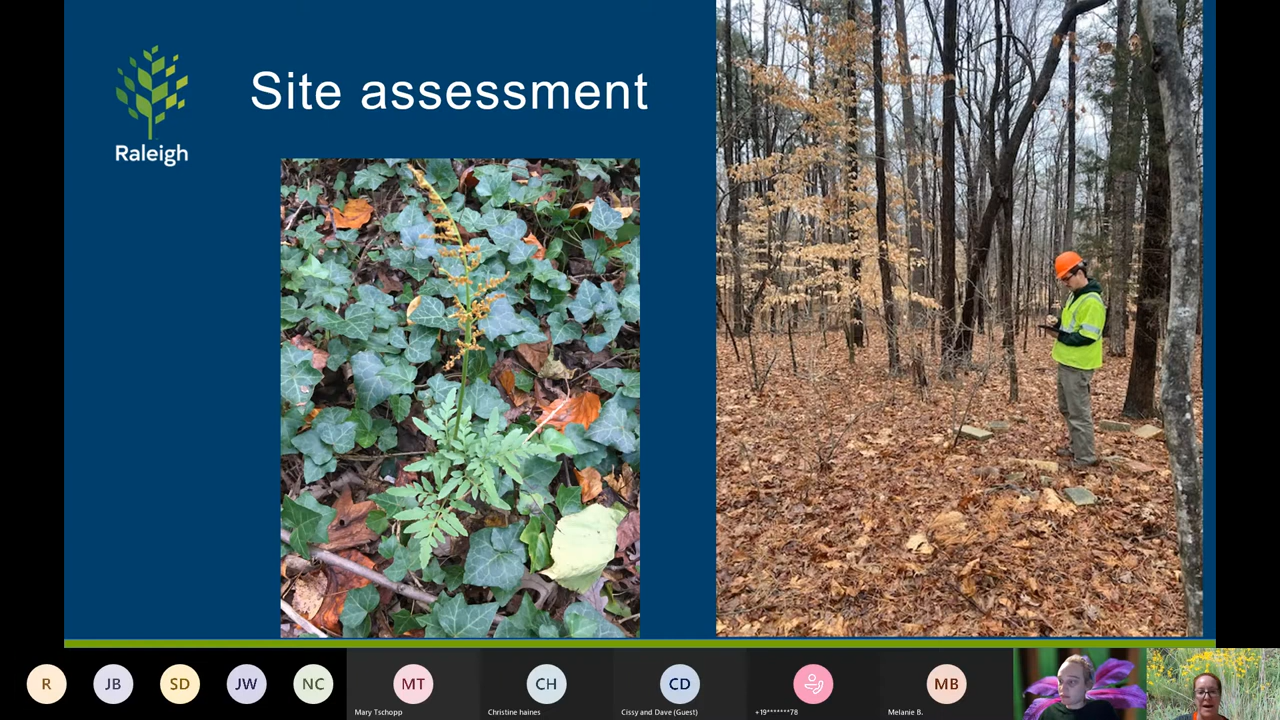 Site assessment
Raleigh
R
JB
SD
JW
NC
MT
Mary Tschopp
CH
Christine haines
CD
Cissy and Dave (Guest)
+19*******78
MB
Melanie B.